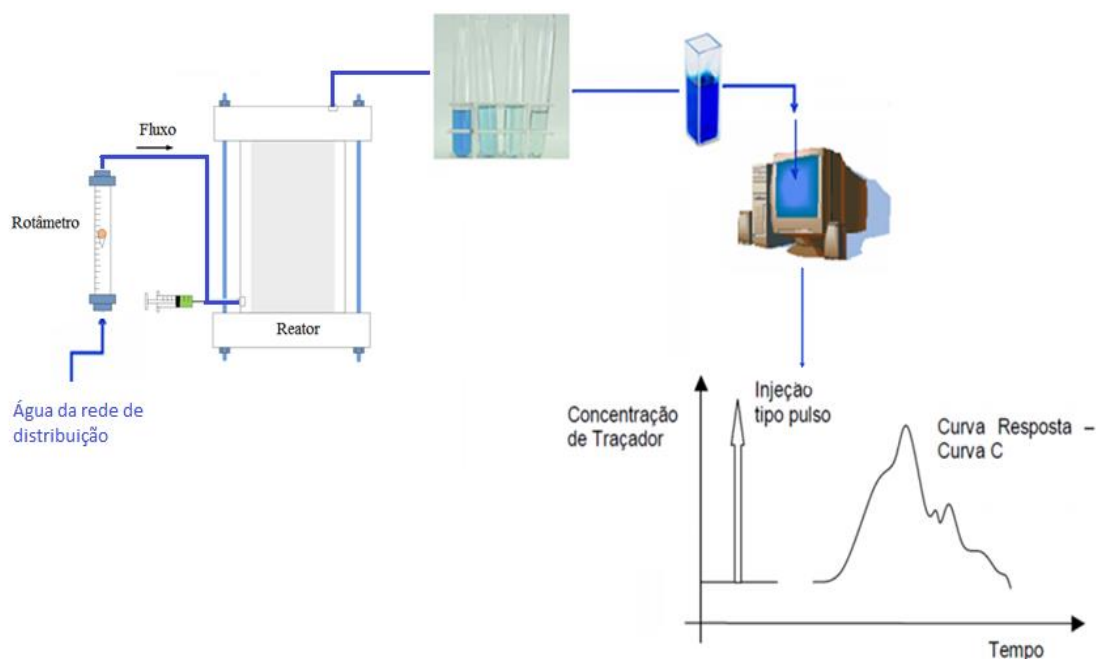 Fluxo
Rotâmetro
Reator
Água da rede de
distribuição
Concentração
de Traçador
Injeção
tipo pulso
Curva Resposta –
Curva C
Tempo